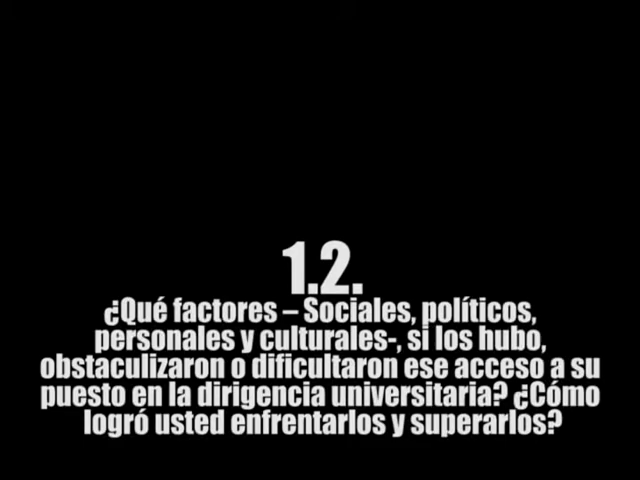 1.2.
¿Qué factores – Sociales, políticos,
personales y culturales-, si los hubo,
obstaculizaron o dificultaron ese acceso a su
puesto en la dirigencia universitaria? ¿Cómo
logró usted enfrentarlos y superarlos?